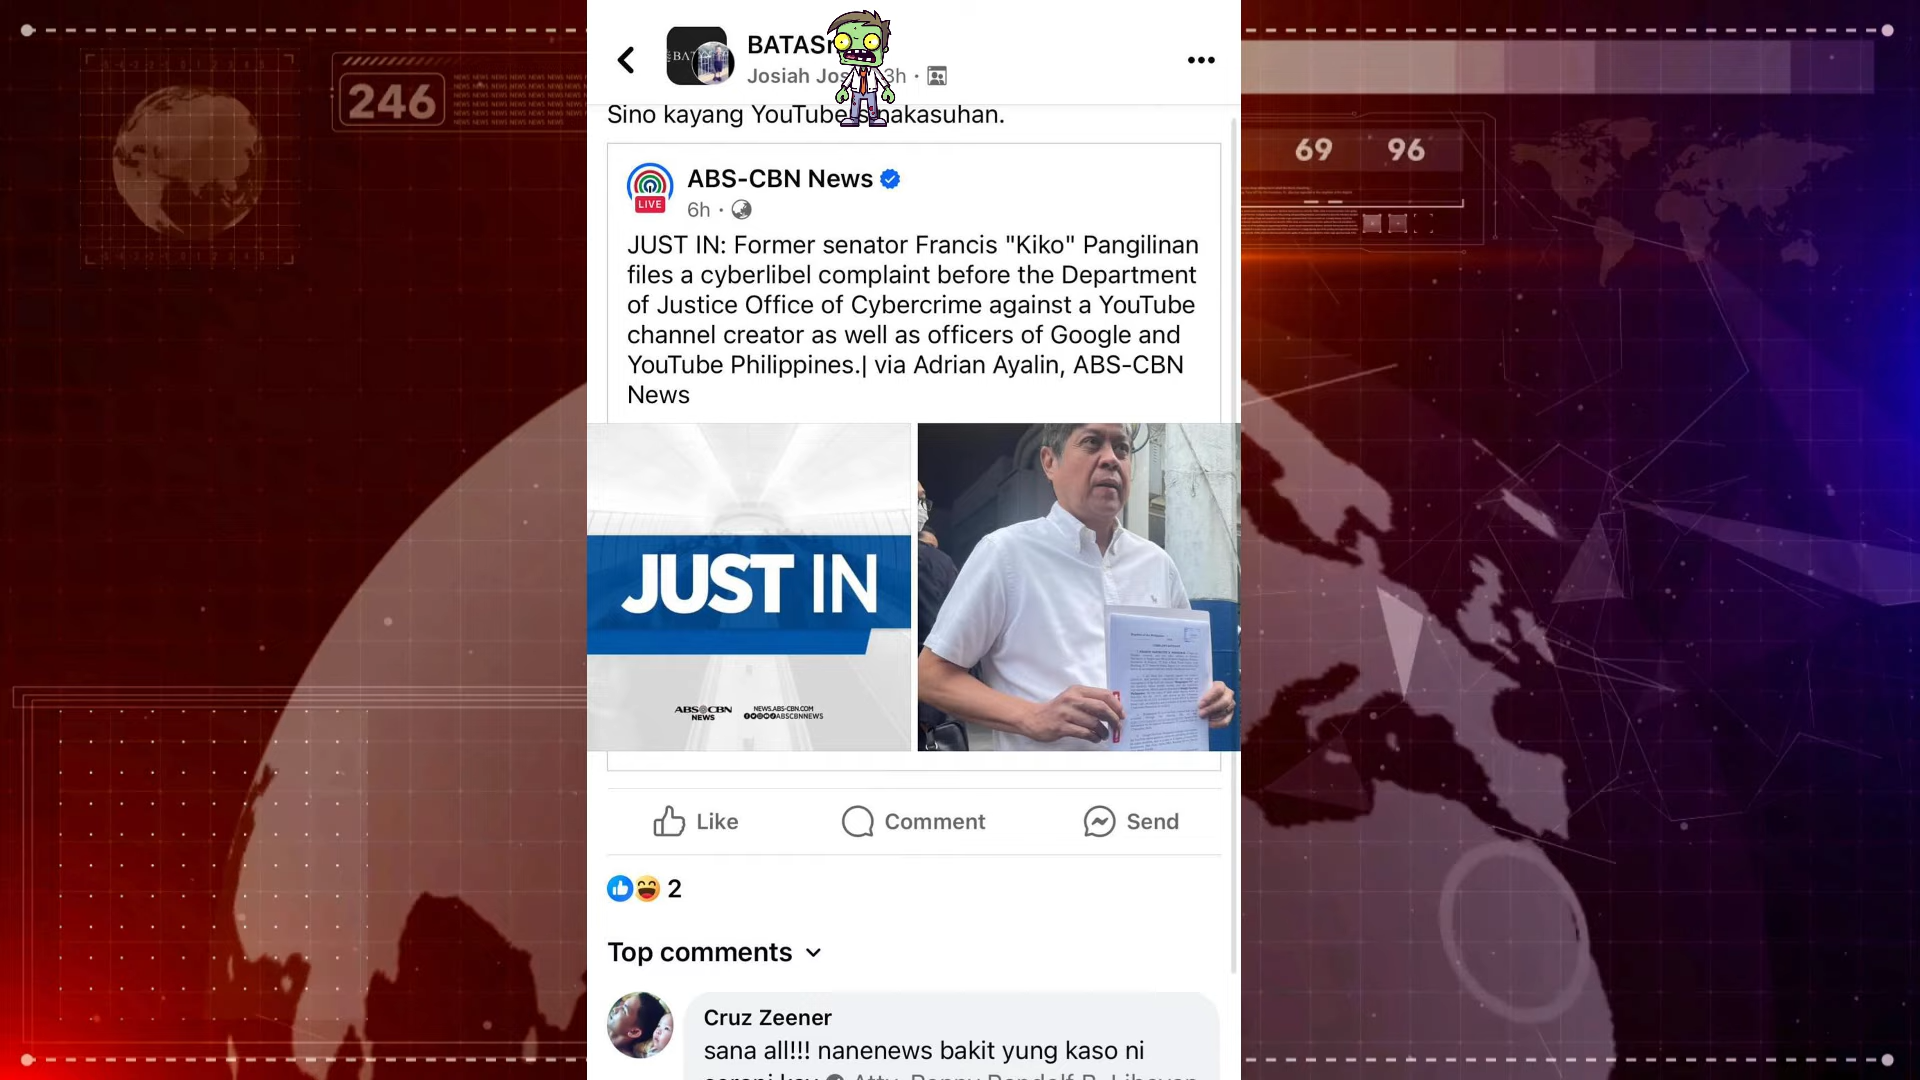 246
BATAS
Josiah Jos 3h ·
Sino kayang YouTube nakasuhan.
ABS-CBN News
LIVE
6h ·
JUST IN: Former senator Francis "Kiko" Pangilinan
files a cyberlibel complaint before the Department
of Justice Office of Cybercrime against a YouTube
channel creator as well as officers of Google and
YouTube Philippines.| via Adrian Ayalin, ABS-CBN
News
JUST IN
ABS CBN
NEWS
NEWS.ABS-CBN.COM
ABSCBNNEWS
Like
Comment
Send
2
Top comments
Cruz Zeener
sana all!!! nanenews bakit yung kaso ni
69 96